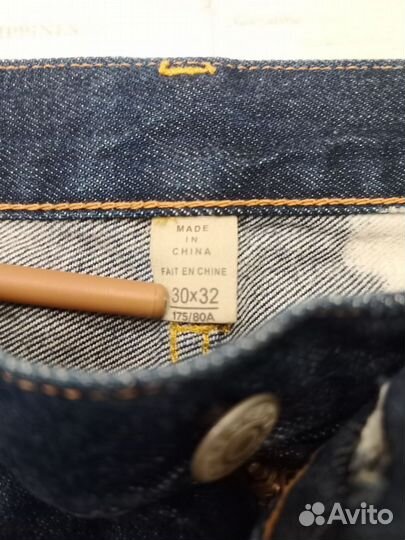 MADE
IN
CHINA
FAIT EN CHINE
30x32
175/80A
Avito